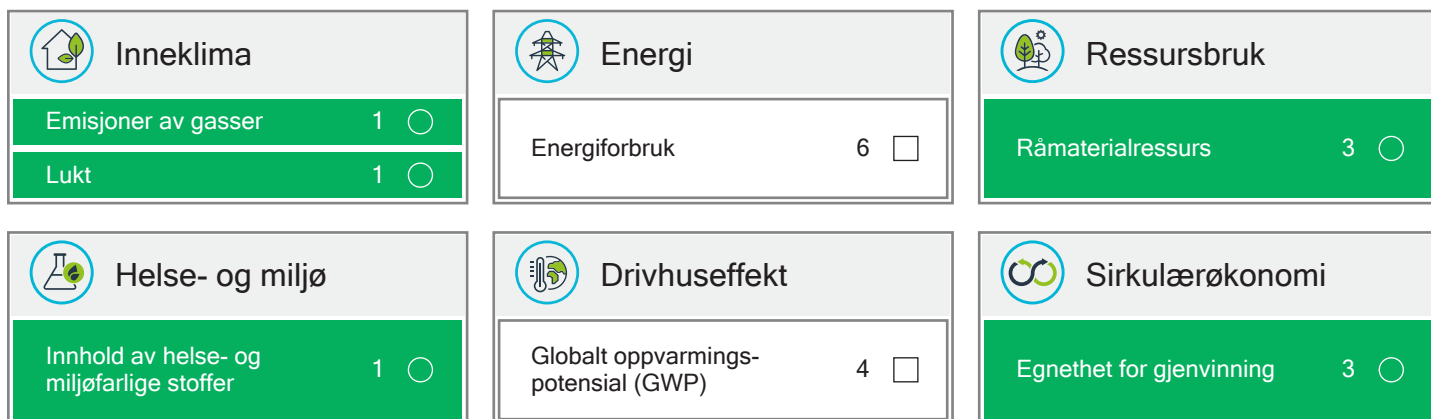 Inneklima
Emisjoner av gasser 1
Lukt 1
Energi
Energiforbruk 6
Ressursbruk
Råmaterialressurs 3
Helse- og miljø
Innhold av helse- og
miljøfarlige stoffer 1
Drivhuseffekt
Globalt oppvarmings-
potensial (GWP) 4
Sirkulærøkonomi
Egnethet for gjenvinning 3